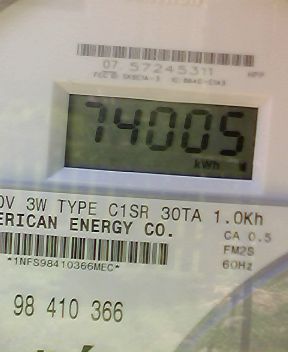 07 57245311
74005
kWh
0V 3W TYPE C1SR 30TA 1.0Kh
ERICAN ENERGY CO.
CA 0.5
FM2S
60Hz
*1NFS98410366MEC*
98 410 366